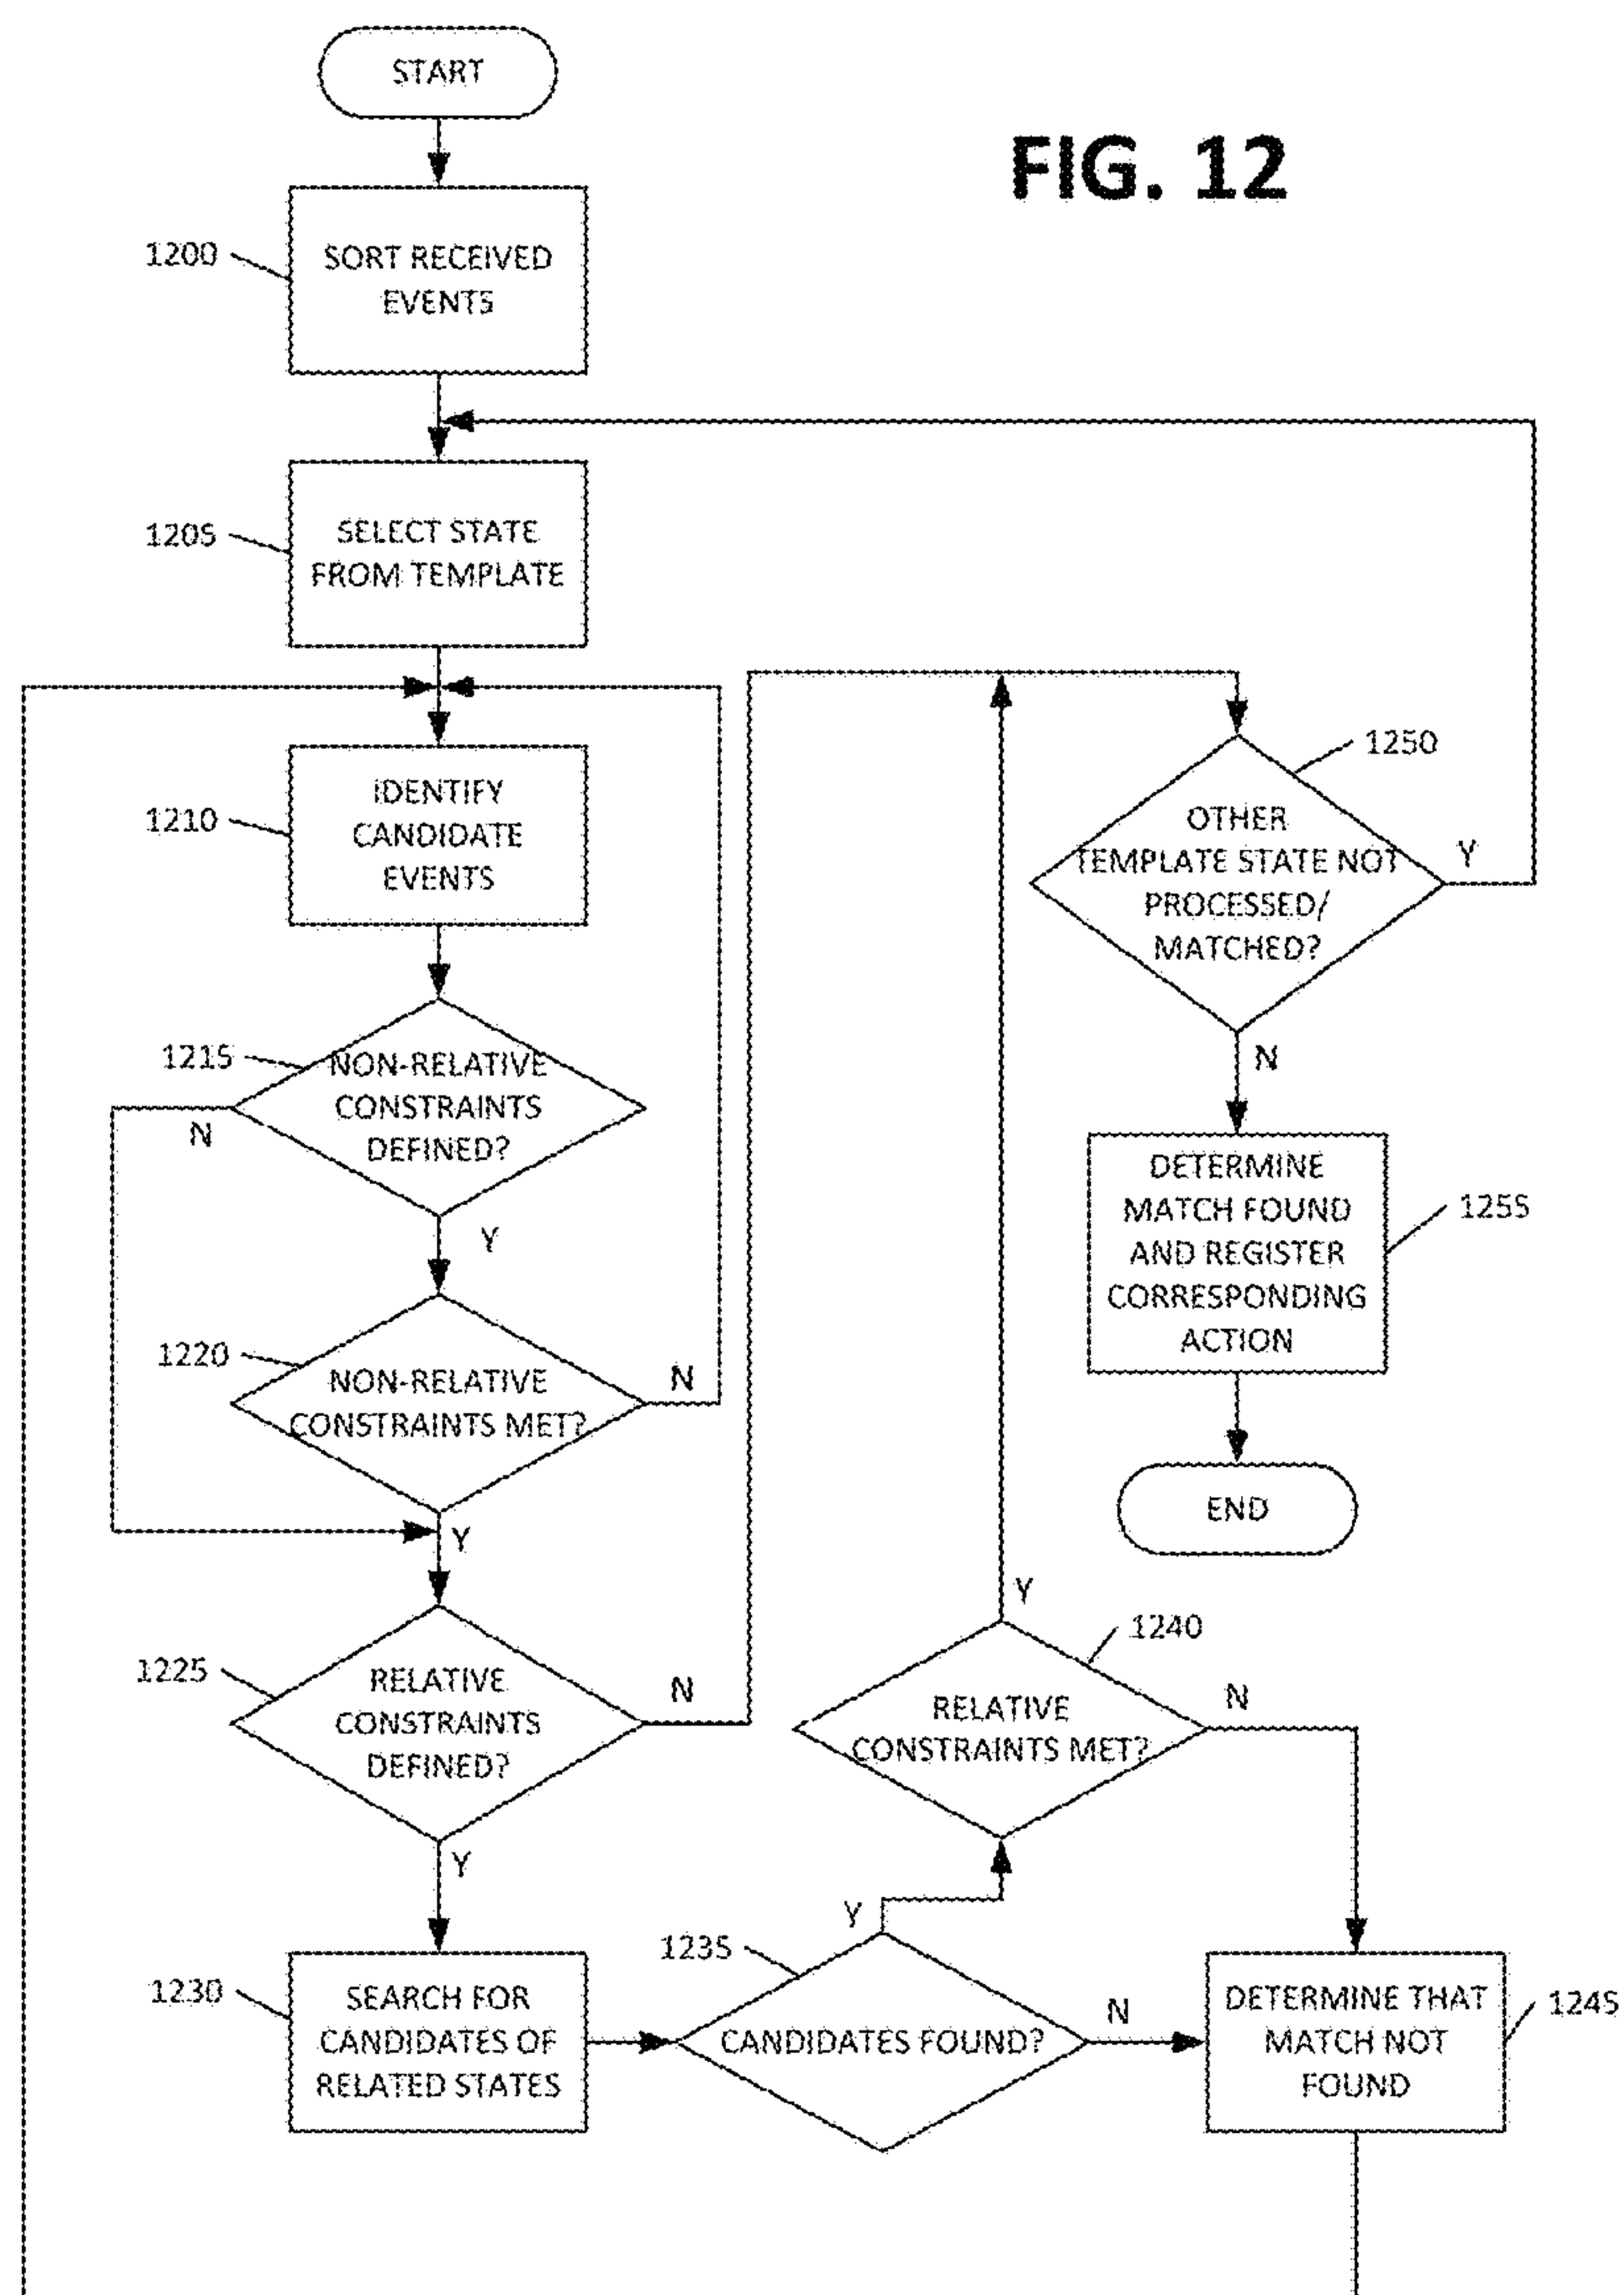 START
FIG. 12
1200
SORT RECEIVED
EVENTS
1205
SELECT STATE
FROM TEMPLATE
1210
IDENTIFY
CANDIDATE
EVENTS
1215
NON-RELATIVE
CONSTRAINTS
DEFINED?
N
Y
1220
NON-RELATIVE
CONSTRAINTS MET?
N
Y
1225
RELATIVE
CONSTRAINTS
DEFINED?
N
Y
1230
SEARCH FOR
CANDIDATES OF
RELATED STATES
1235
CANDIDATES FOUND?
Y
N
1240
RELATIVE
CONSTRAINTS MET?
Y
N
1245
DETERMINE THAT
MATCH NOT
FOUND
1250
OTHER
TEMPLATE STATE NOT
PROCESSED/
MATCHED?
Y
N
DETERMINE
MATCH FOUND
AND REGISTER
CORRESPONDING
ACTION
1255
END